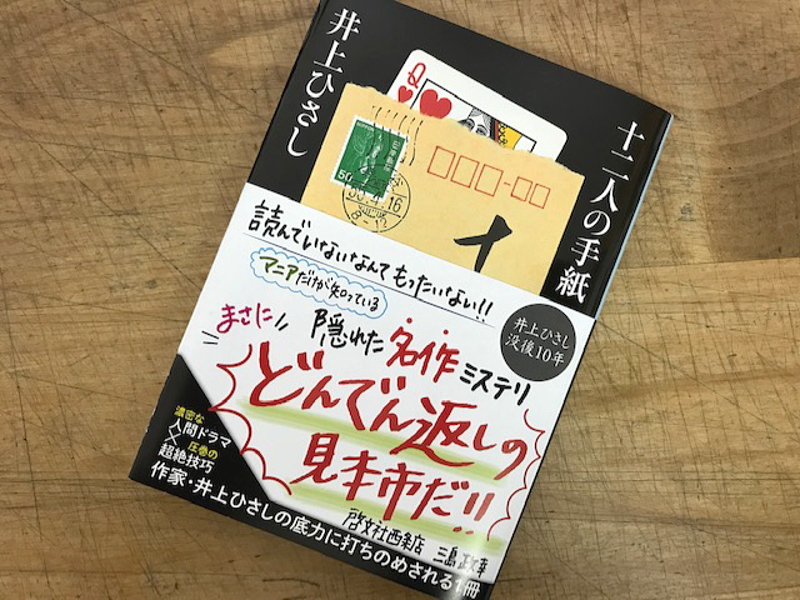 井上ひさし
十二人の手紙
Q
NIPPON
50
読んでいないなんてもったいない!!
マニアだけが知っている
まさに
隠れた名作ミステリ
井上ひさし
没後10年
どんでん返しの
見本市だ!!
濃密な
人間ドラマ
×
圧巻の
超絶技巧
啓文社西条店 三島政幸
作家・井上ひさしの底力に打ちのめされる1冊